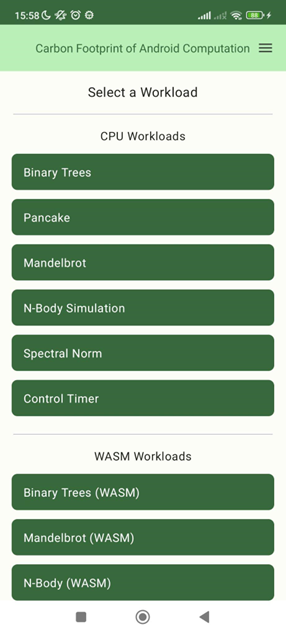 15:58
Carbon Footprint of Android Computation
Select a Workload
CPU Workloads
Binary Trees
Pancake
Mandelbrot
N-Body Simulation
Spectral Norm
Control Timer
WASM Workloads
Binary Trees (WASM)
Mandelbrot (WASM)
N-Body (WASM)